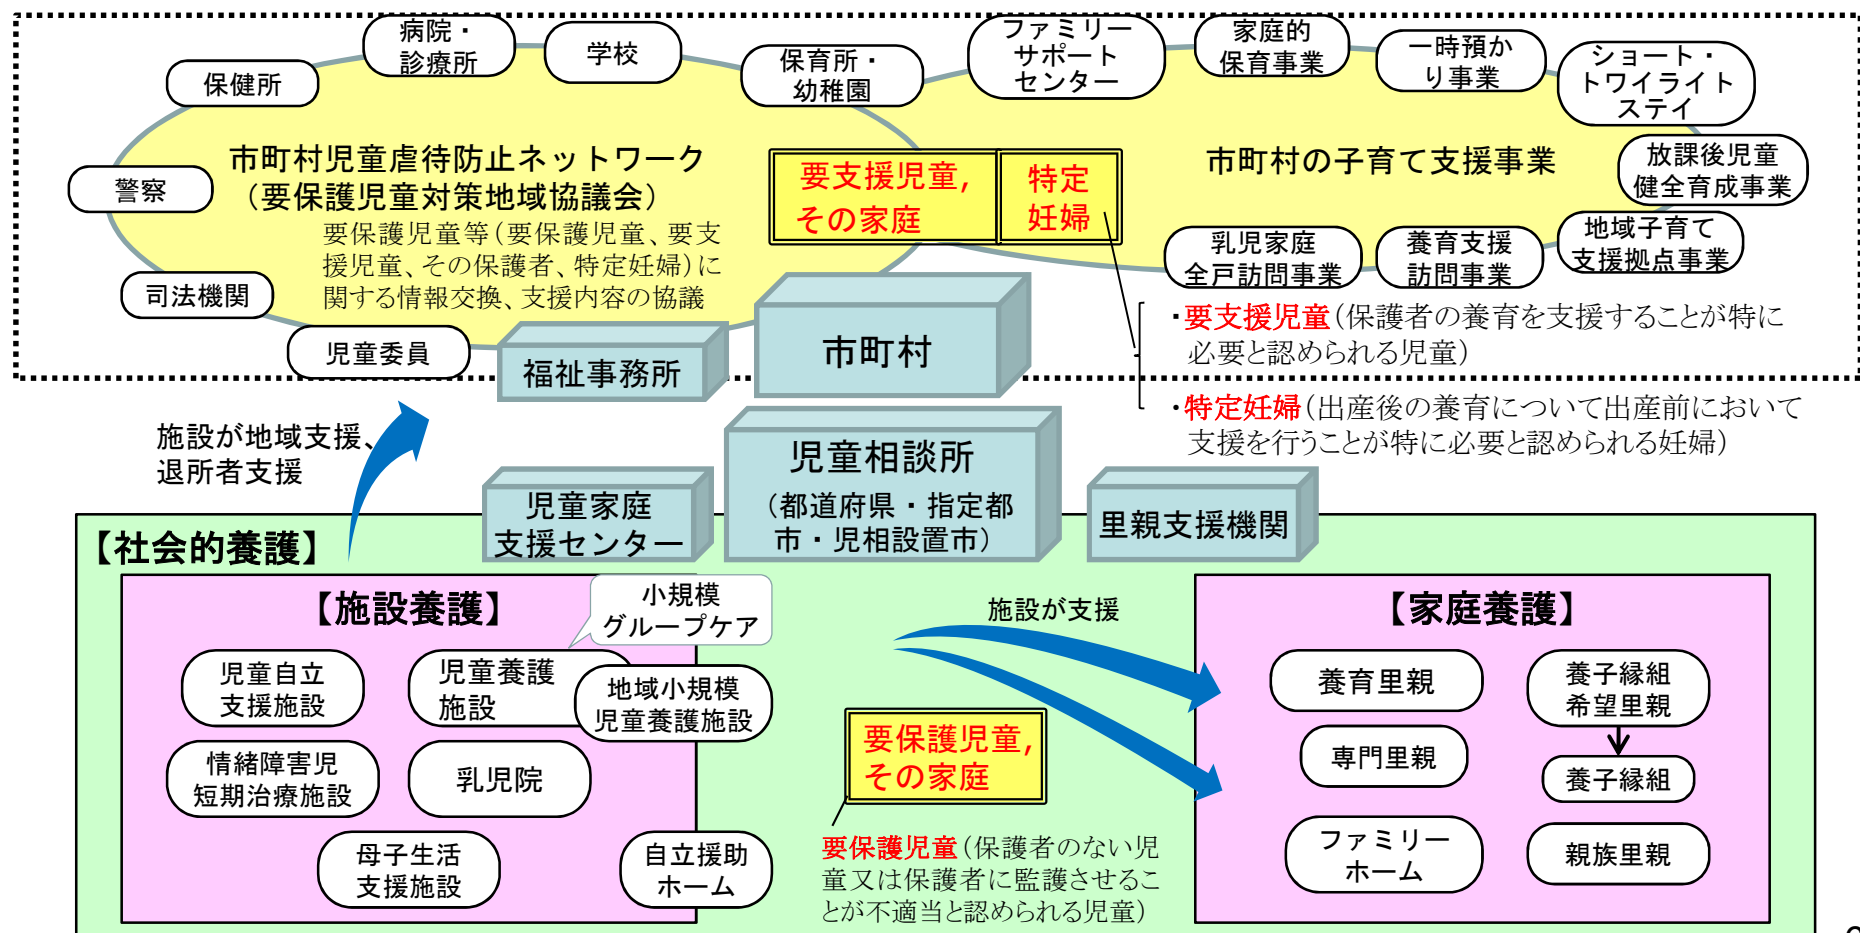 病院・
診療所
学校
保健所
保育所・
幼稚園
ファミリー
サポート
センター
家庭的
保育事業
一時預か
り事業
ショート・
トワイライト
ステイ
放課後児童
健全育成事業
地域子育て
支援拠点事業
養育支援
訪問事業
乳児家庭
全戸訪問事業
警察
司法機関
児童委員
市町村児童虐待防止ネットワーク
(要保護児童対策地域協議会)
要保護児童等(要保護児童、要支
援児童、その保護者、特定妊婦)に
関する情報交換、支援内容の協議
要支援児童,
その家庭
特定
妊婦
市町村の子育て支援事業
福祉事務所
市町村
・要支援児童(保護者の養育を支援することが特に
必要と認められる児童)
・特定妊婦(出産後の養育について出産前において
支援を行うことが特に必要と認められる妊婦)
施設が地域支援、
退所者支援
児童相談所
(都道府県・指定都
市・児相設置市)
児童家庭
支援センター
里親支援機関
【社会的養護】
【施設養護】
小規模
グループケア
児童自立
支援施設
児童養護
施設
地域小規模
児童養護施設
情緒障害児
短期治療施設
乳児院
母子生活
支援施設
自立援助
ホーム
施設が支援
要保護児童,
その家庭
要保護児童(保護者のない児
童又は保護者に監護させるこ
とが不適当と認められる児童)
【家庭養護】
養育里親
養子縁組
希望里親
専門里親
養子縁組
ファミリー
ホーム
親族里親